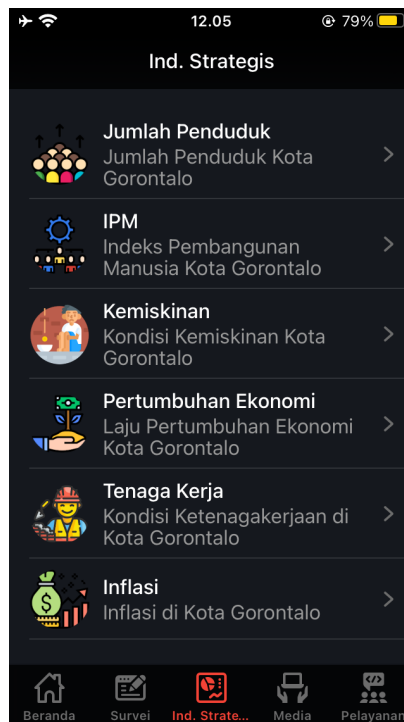 12.05
79%
Ind. Strategis
Jumlah Penduduk
Jumlah Penduduk Kota
Gorontalo
IPM
Indeks Pembangunan
Manusia Kota Gorontalo
Kemiskinan
Kondisi Kemiskinan Kota
Gorontalo
Pertumbuhan Ekonomi
Laju Pertumbuhan Ekonomi
Kota Gorontalo
Tenaga Kerja
Kondisi Ketenagakerjaan di
Kota Gorontalo
Inflasi
Inflasi di Kota Gorontalo
Beranda Survei Ind. Strate... Media Pelayanan